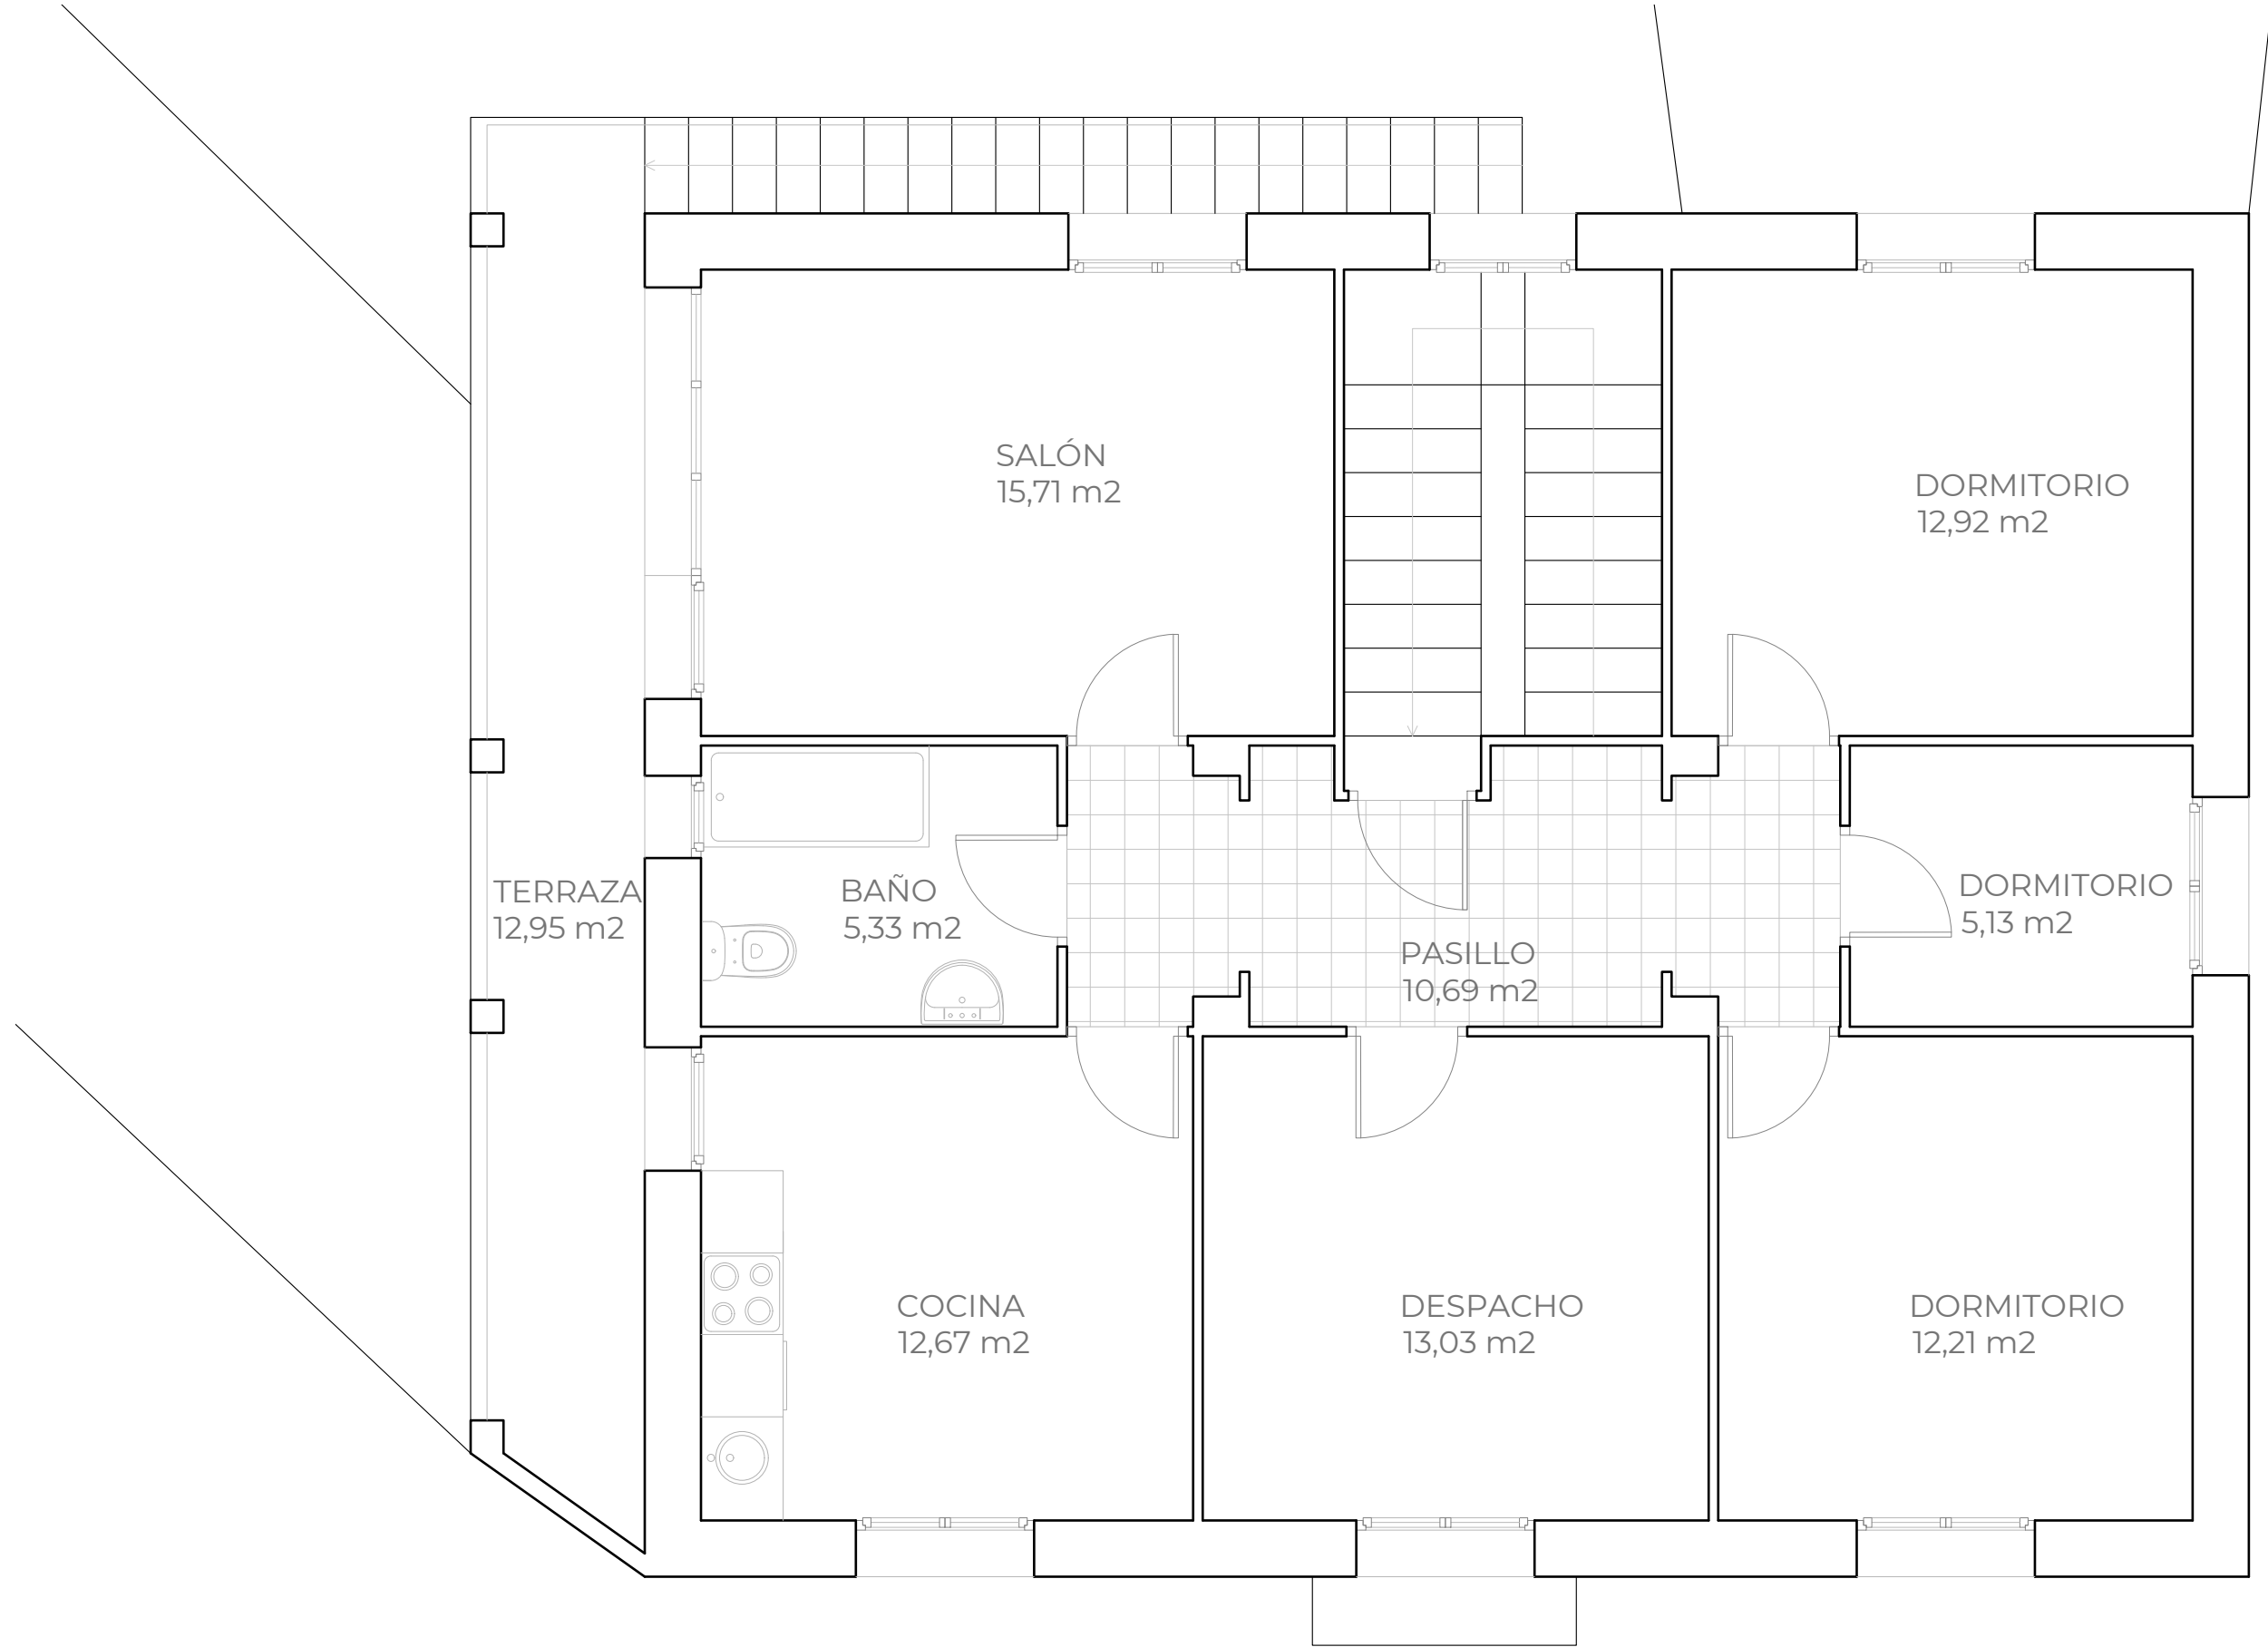 SALÓN
15,71 m2
DORMITORIO
12,92 m2
TERRAZA
12,95 m2
BAÑO
5,33 m2
PASILLO
10,69 m2
DORMITORIO
5,13 m2
COCINA
12,67 m2
DESPACHO
13,03 m2
DORMITORIO
12,21 m2